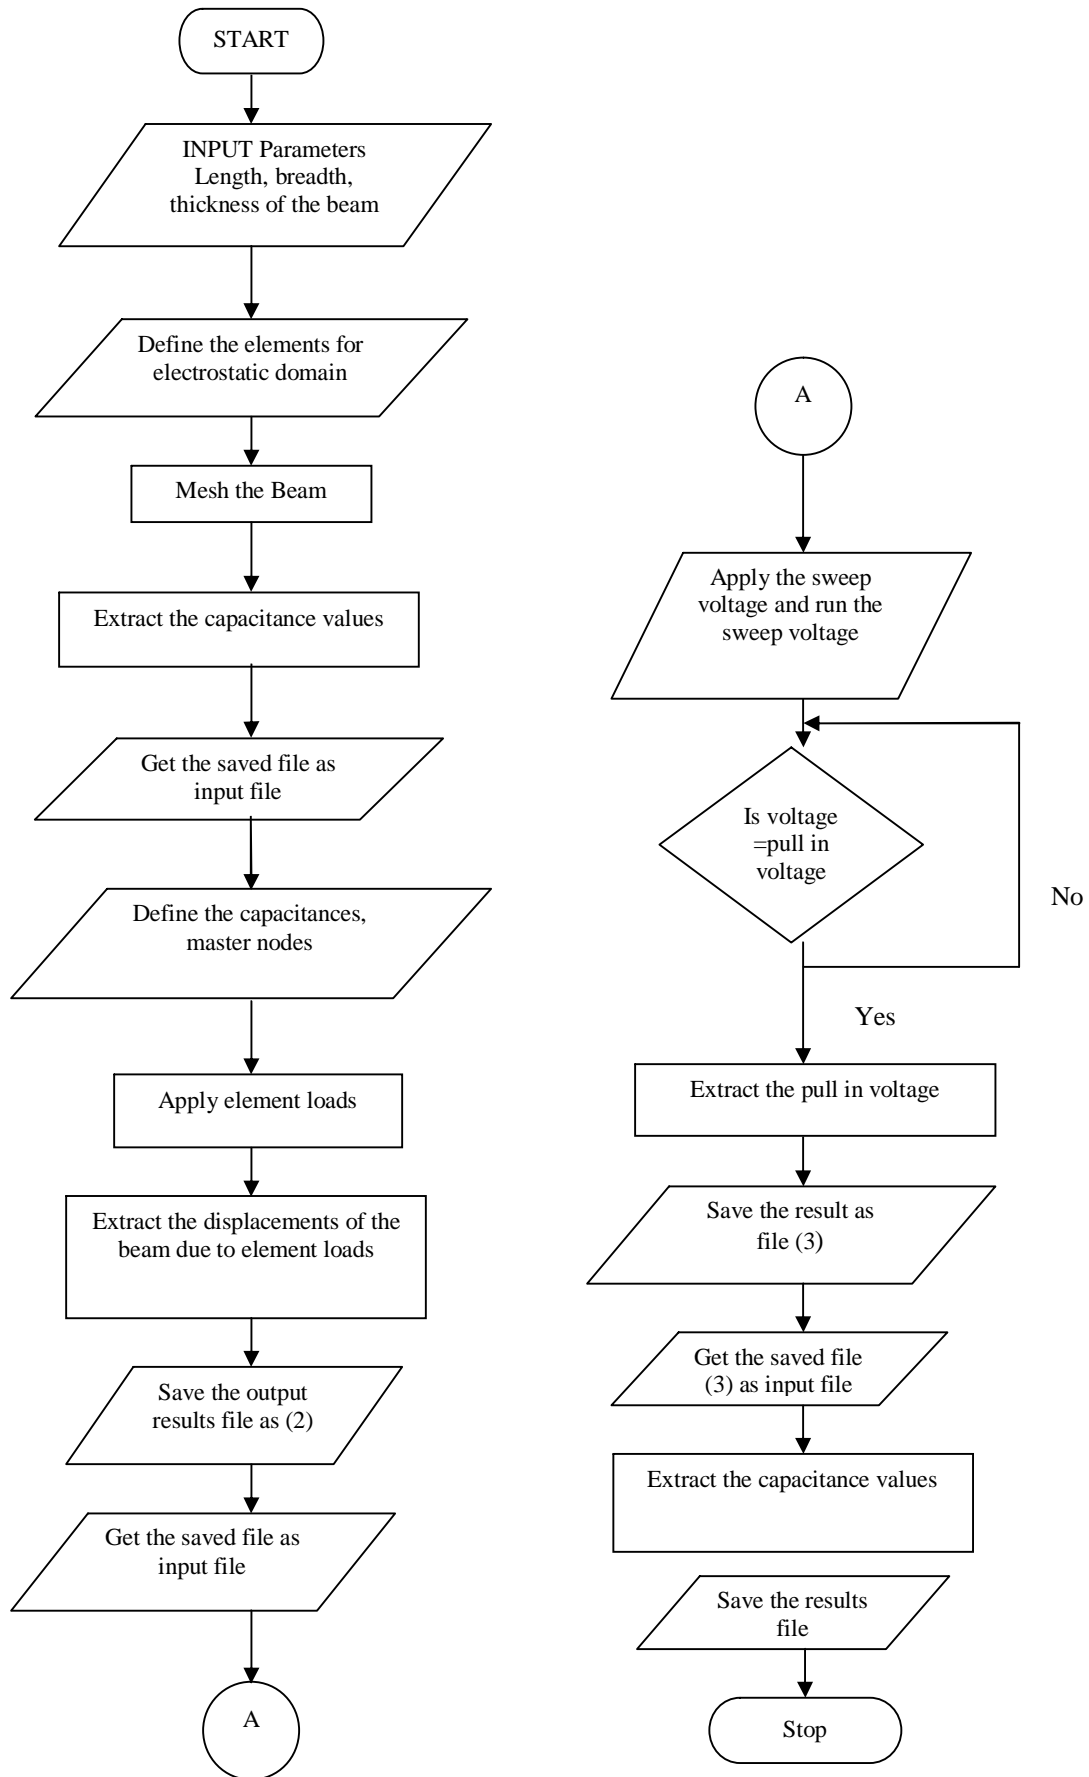 START
INPUT Parameters
Length, breadth,
thickness of the beam
Define the elements for
electrostatic domain
Mesh the Beam
Extract the capacitance values
Get the saved file as
input file
Define the capacitances,
master nodes
Apply element loads
Extract the displacements of the
beam due to element loads
Save the output
results file as (2)
Get the saved file as
input file
A
A
Apply the sweep
voltage and run the
sweep voltage
Is voltage
=pull in
voltage
No
Yes
Extract the pull in voltage
Save the result as
file (3)
Get the saved file
(3) as input file
Extract the capacitance values
Save the results
file
Stop